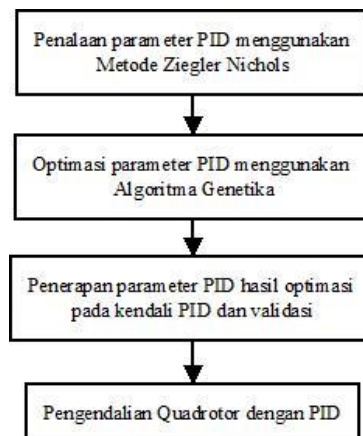 Penalaan parameter PID menggunakan
Metode Ziegler Nichols
Optimasi parameter PID menggunakan
Algoritma Genetika
Penerapan parameter PID hasil optimasi
pada kendali PID dan validasi
Pengendalian Quadrotor dengan PID